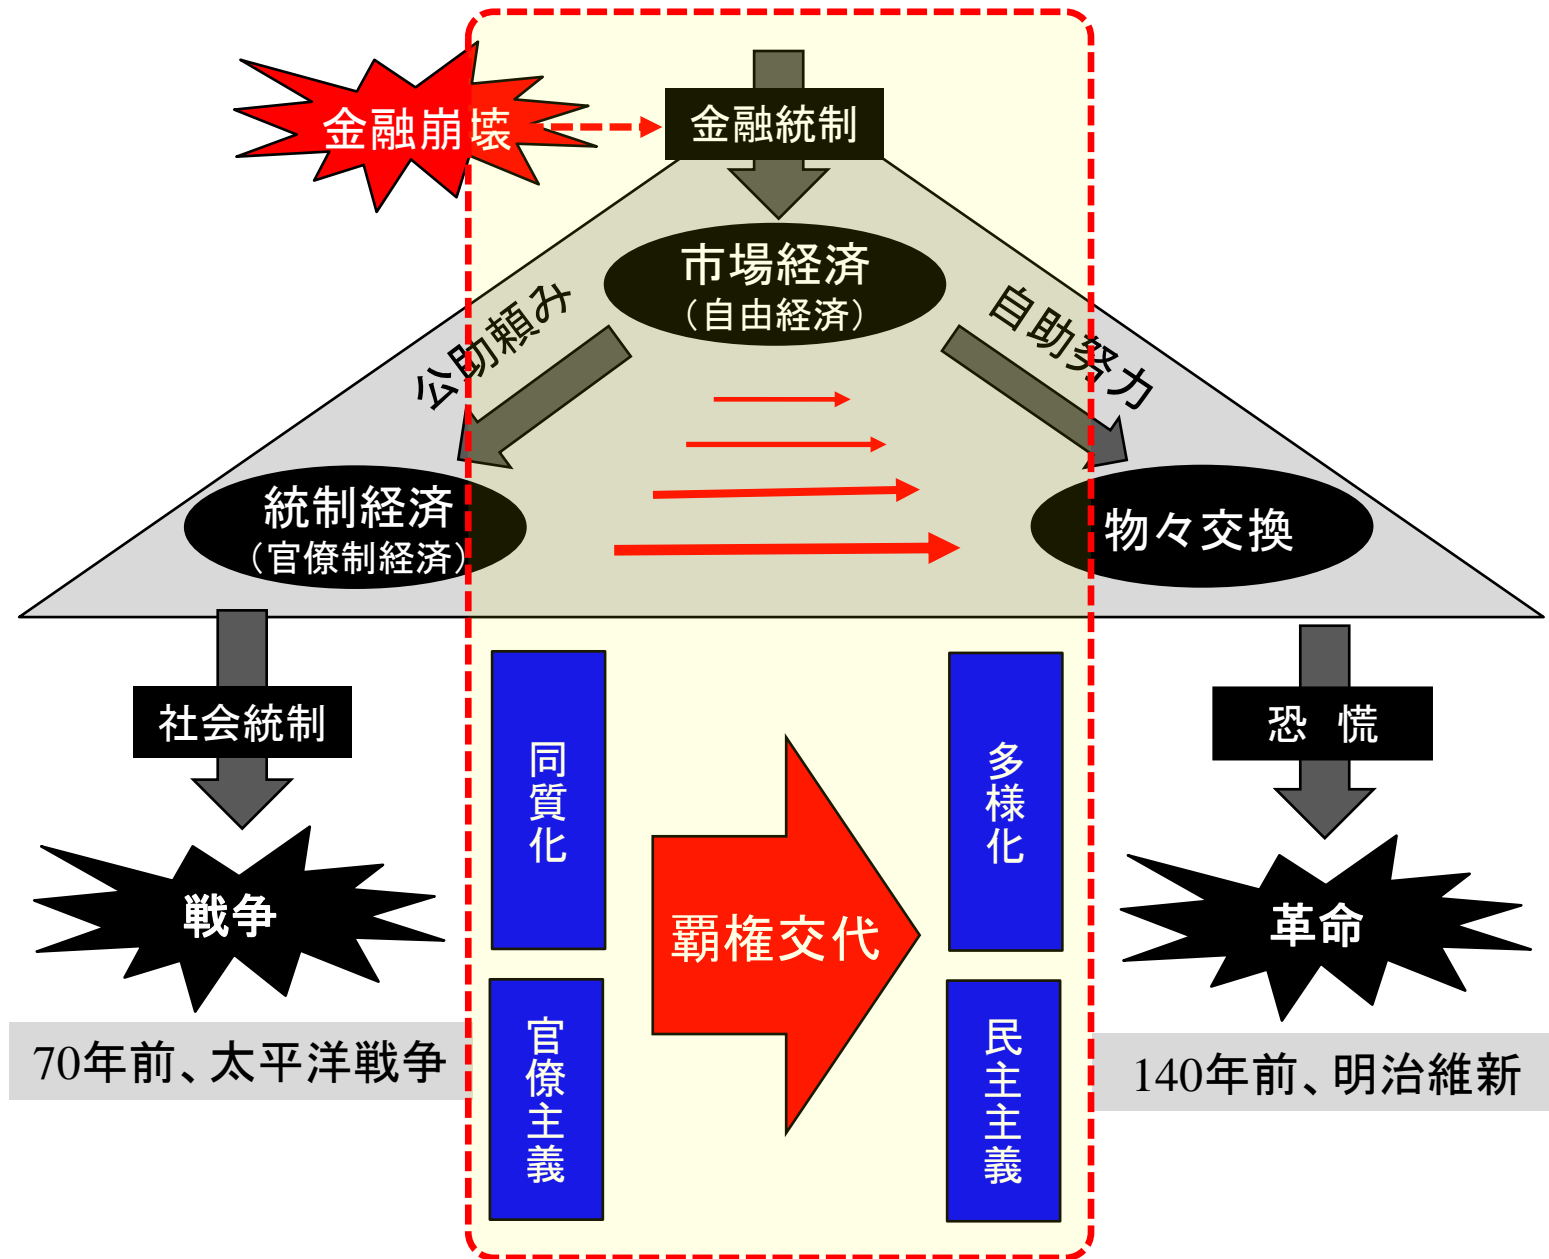 金融崩壊
金融統制
市場経済
（自由経済）
公助頼み
自助努力
統制経済
（官僚制経済）
物々交換
社会統制
恐　慌
同質化
多様化
覇権交代
戦争
革命
官僚主義
民主主義
70年前、太平洋戦争
140年前、明治維新